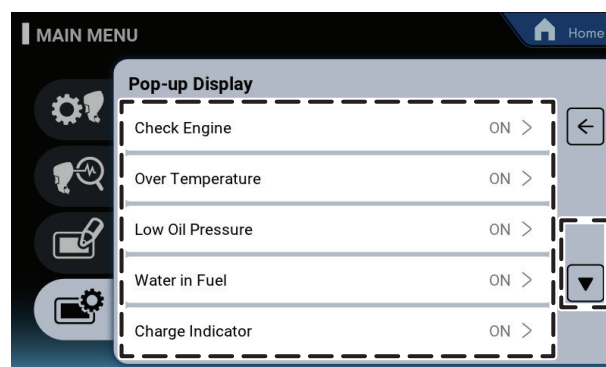 MAIN MENU
Home
Pop-up Display
Check Engine ON
Over Temperature ON
Low Oil Pressure ON
Water in Fuel ON
Charge Indicator ON